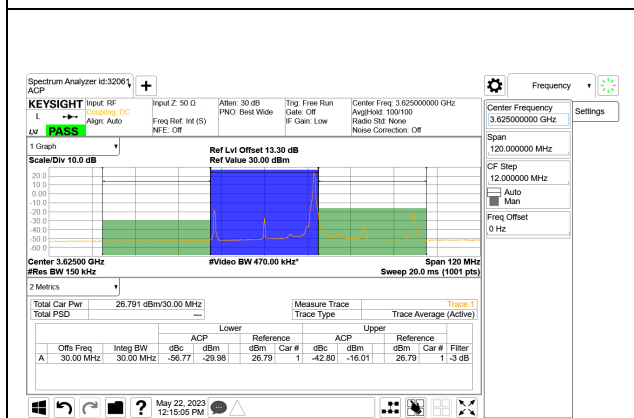 Spectrum Analyzer id:32061
ACP
Frequency
KEYSIGHT
L
PASS
Input: RF
Coupling: DC
Align: Auto
Input Z: 50 Ω
Freq Ref: Int (S)
NFE: Off
Atten: 30 dB
PNO: Best Wide
Trig: Free Run
Gate: Off
IF Gain: Low
Center Freq: 3.625000000 GHz
Avg|Hold: 100/100
Radio Std: None
Noise Correction: Off
Center Frequency
3.625000000 GHz
Settings
Span
120.000000 MHz
CF Step
12.000000 MHz
Auto
Man
Freq Offset
0 Hz
1 Graph
Scale/Div 10.0 dB
Ref Lvl Offset 13.30 dB
Ref Value 30.00 dBm
20.0
10.0
0.00
-10.0
-20.0
-30.0
-40.0
-50.0
-60.0
Center 3.62500 GHz
#Video BW 470.00 kHz*
Span 120 MHz
#Res BW 150 kHz
Sweep 20.0 ms (1001 pts)
2 Metrics
Total Car Pwr 26.791 dBm/30.00 MHz
Total PSD ---
Measure Trace Trace 1
Trace Type Trace Average (Active)
Lower Upper
ACP Reference ACP Reference
Offs Freq Integ BW dBc dBm dBm Car # dBc dBm dBm Car # Filter
A 30.00 MHz 30.00 MHz -56.77 -29.98 26.79 1 -42.80 -16.01 26.79 1 -3 dB
May 22, 2023
12:15:05 PM